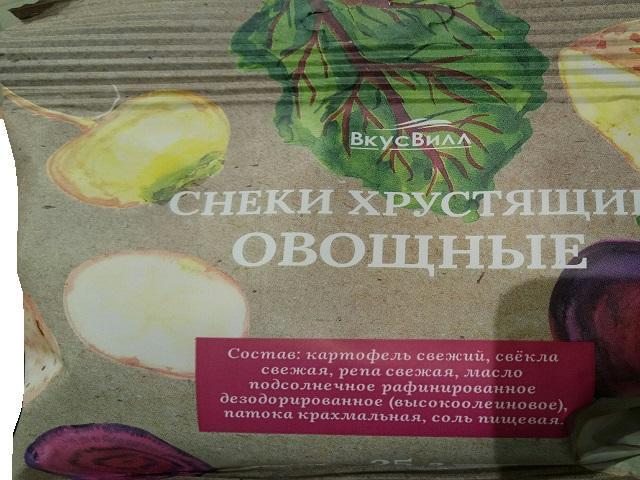 ВкусВилл
СНЕКИ ХРУСТЯЩИЕ
ОВОЩНЫЕ
Состав: картофель свежий, свёкла
свежая, репа свежая, масло
подсолнечное рафинированное
дезодорированное (высокоолеиновое),
патока крахмальная, соль пищевая.